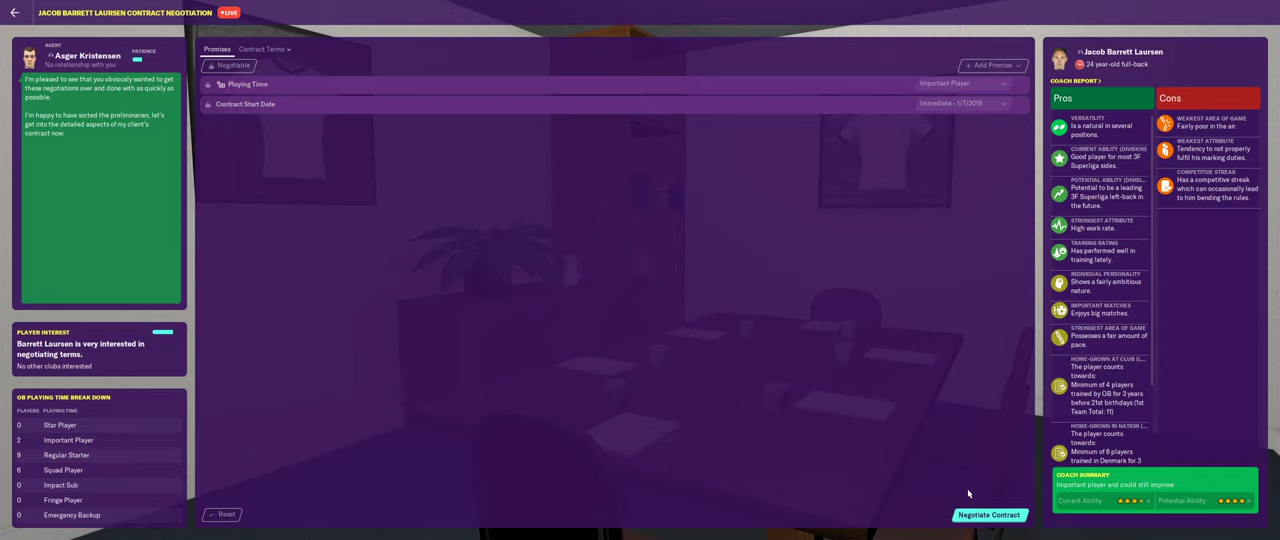 JACOB BARRETT LAURSEN CONTRACT NEGOTIATION
LIVE
AGENT
Asger Kristensen
No relationship with you
PATIENCE
I'm pleased to see that you obviously wanted to get
these negotiations over and done with as quickly as
possible.
I'm happy to have sorted the preliminaries, let's
get into the detailed aspects of my client's
contract now.
PLAYER INTEREST
Barrett Laursen is very interested in
negotiating terms.
No other clubs interested
OB PLAYING TIME BREAK DOWN
PLAYERS PLAYING TIME
0 Star Player
2 Important Player
9 Regular Starter
6 Squad Player
0 Impact Sub
0 Fringe Player
0 Emergency Backup
Promises Contract Terms
Negotiable
Add Promise
Playing Time Important Player
Contract Start Date Immediate - 1/7/2019
Reset
Negotiate Contract
Jacob Barrett Laursen
24 year-old full-back
COACH REPORT >
Pros
VERSATILITY
Is a natural in several
positions.
CURRENT ABILITY (DIVISION)
Good player for most 3F
Superliga sides.
POTENTIAL ABILITY (DIVISI...
Potential to be a leading
3F Superliga left-back in
the future.
STRONGEST ATTRIBUTE
High work rate.
TRAINING RATING
Has performed well in
training lately.
INDIVIDUAL PERSONALITY
Shows a fairly ambitious
nature.
IMPORTANT MATCHES
Enjoys big matches.
STRONGEST AREA OF GAME
Possesses a fair amount of
pace.
HOME-GROWN AT CLUB (L...
The player counts
towards:
Minimum of 4 players
trained by OB for 3 years
before 21st birthdays (1st
Team Total: 11)
HOME-GROWN IN NATION (...
The player counts
towards:
Minimum of 8 players
trained in Denmark for 3
Cons
WEAKEST AREA OF GAME
Fairly poor in the air.
WEAKEST ATTRIBUTE
Tendency to not properly
fulfil his marking duties.
COMPETITIVE STREAK
Has a competitive streak
which can occasionally lead
to him bending the rules.
COACH SUMMARY
Important player and could still improve
Current Ability Potential Ability